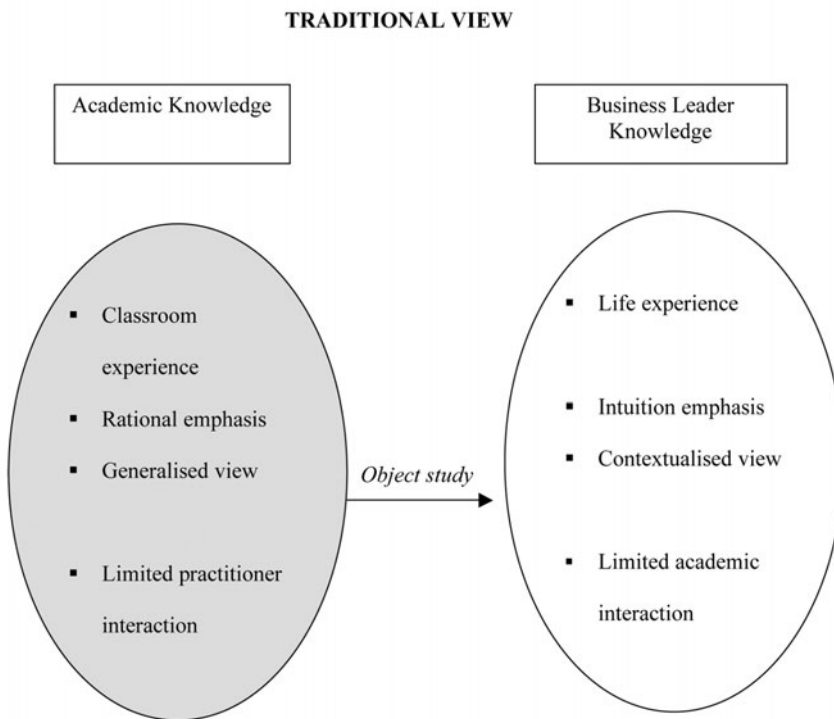 TRADITIONAL VIEW
Academic Knowledge
Business Leader
Knowledge
▪ Classroom
experience
▪ Rational emphasis
▪ Generalised view
▪ Limited practitioner
interaction
Object study
▪ Life experience
▪ Intuition emphasis
▪ Contextualised view
▪ Limited academic
interaction